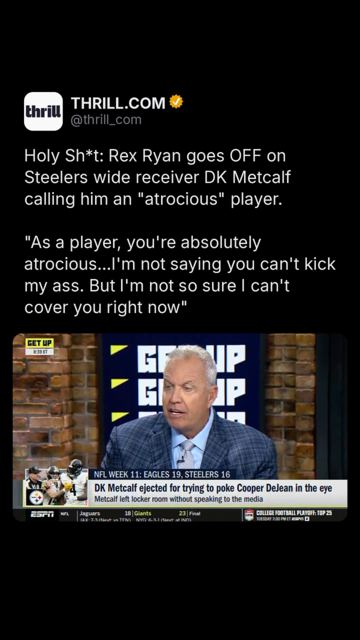 thrill
THRILL.COM
@thrill_com
Holy Sh*t: Rex Ryan goes OFF on
Steelers wide receiver DK Metcalf
calling him an "atrocious" player.
"As a player, you're absolutely
atrocious...I'm not saying you can't kick
my ass. But I'm not so sure I can't
cover you right now"
GET UP
GET UP
NFL WEEK 11: EAGLES 19, STEELERS 16
DK Metcalf ejected for trying to poke Cooper DeJean in the eye
Metcalf left locker room without speaking to the media
ESPN NFL Jaguars 18 Giants 23 Final
COLLEGE FOOTBALL PLAYOFF: TOP 25